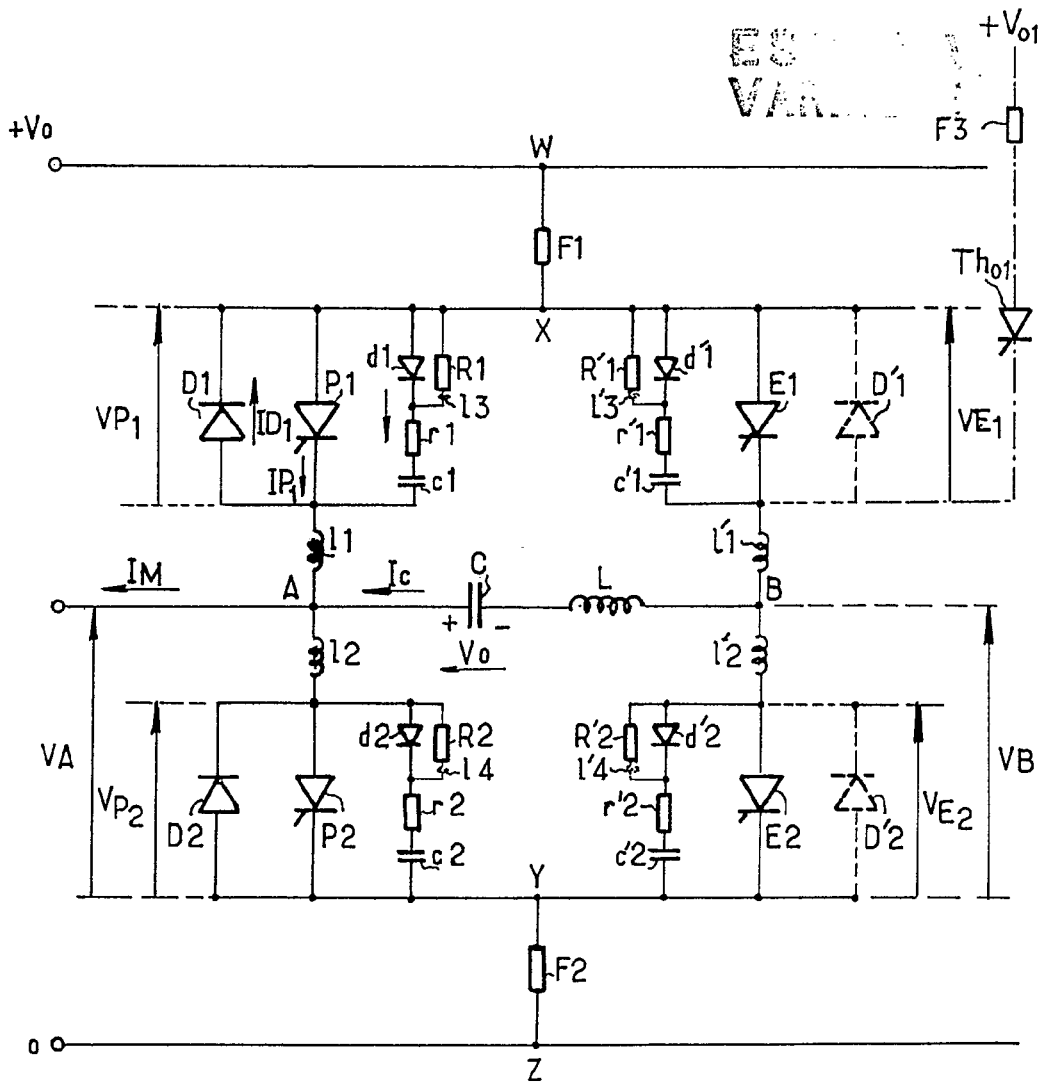 +V01
F3
+V0
W
F1
Th01
X
d1
R1
l3
R'1
l'3
d'1
E1
D'1
D1
ID1
P1
VP1
r1
r'1
VE1
IP1
c1
c'1
l1
l'1
IM
A
Ic
C
L
B
+ -
V0
l2
l'2
VA
VP2
d2
R2
l4
R'2
l'4
d'2
VE2
VB
D2
P2
r2
r'2
E2
D'2
c2
c'2
Y
F2
0
Z